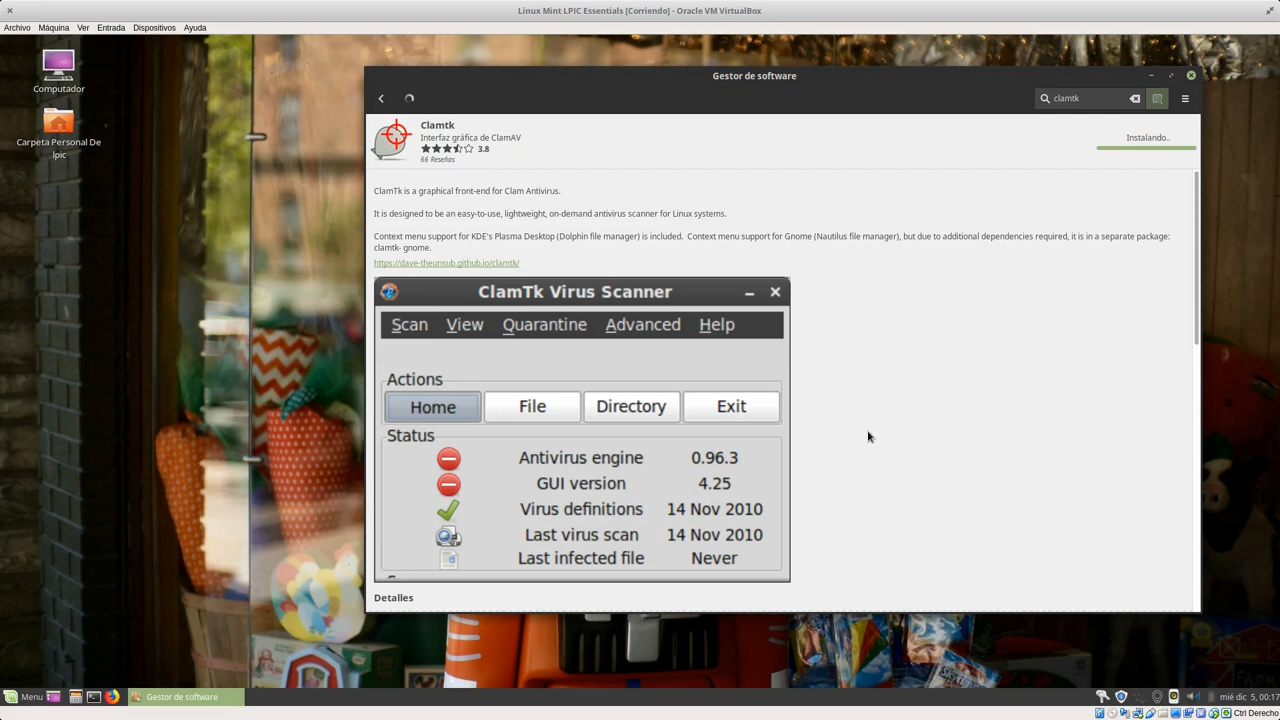 Linux Mint LPIC Essentials [Corriendo] - Oracle VM VirtualBox
Archivo Máquina Ver Entrada Dispositivos Ayuda
Computador
Carpeta Personal De
lpic
Gestor de software
clamtk
Clamtk
Interfaz gráfica de ClamAV
3.8
66 Reseñas
Instalando..
ClamTk is a graphical front-end for Clam Antivirus.
It is designed to be an easy-to-use, lightweight, on-demand antivirus scanner for Linux systems.
Context menu support for KDE's Plasma Desktop (Dolphin file manager) is included.  Context menu support for Gnome (Nautilus file manager), but due to additional dependencies required, it is in a separate package:
clamtk- gnome.
https://dave-theunsub.github.io/clamtk/
ClamTk Virus Scanner
Scan View Quarantine Advanced Help
Actions
Home File Directory Exit
Status
Antivirus engine 0.96.3
GUI version 4.25
Virus definitions 14 Nov 2010
Last virus scan 14 Nov 2010
Last infected file Never
Detalles
Menu
Gestor de software
mié dic  5, 00:17
Ctrl Derecho